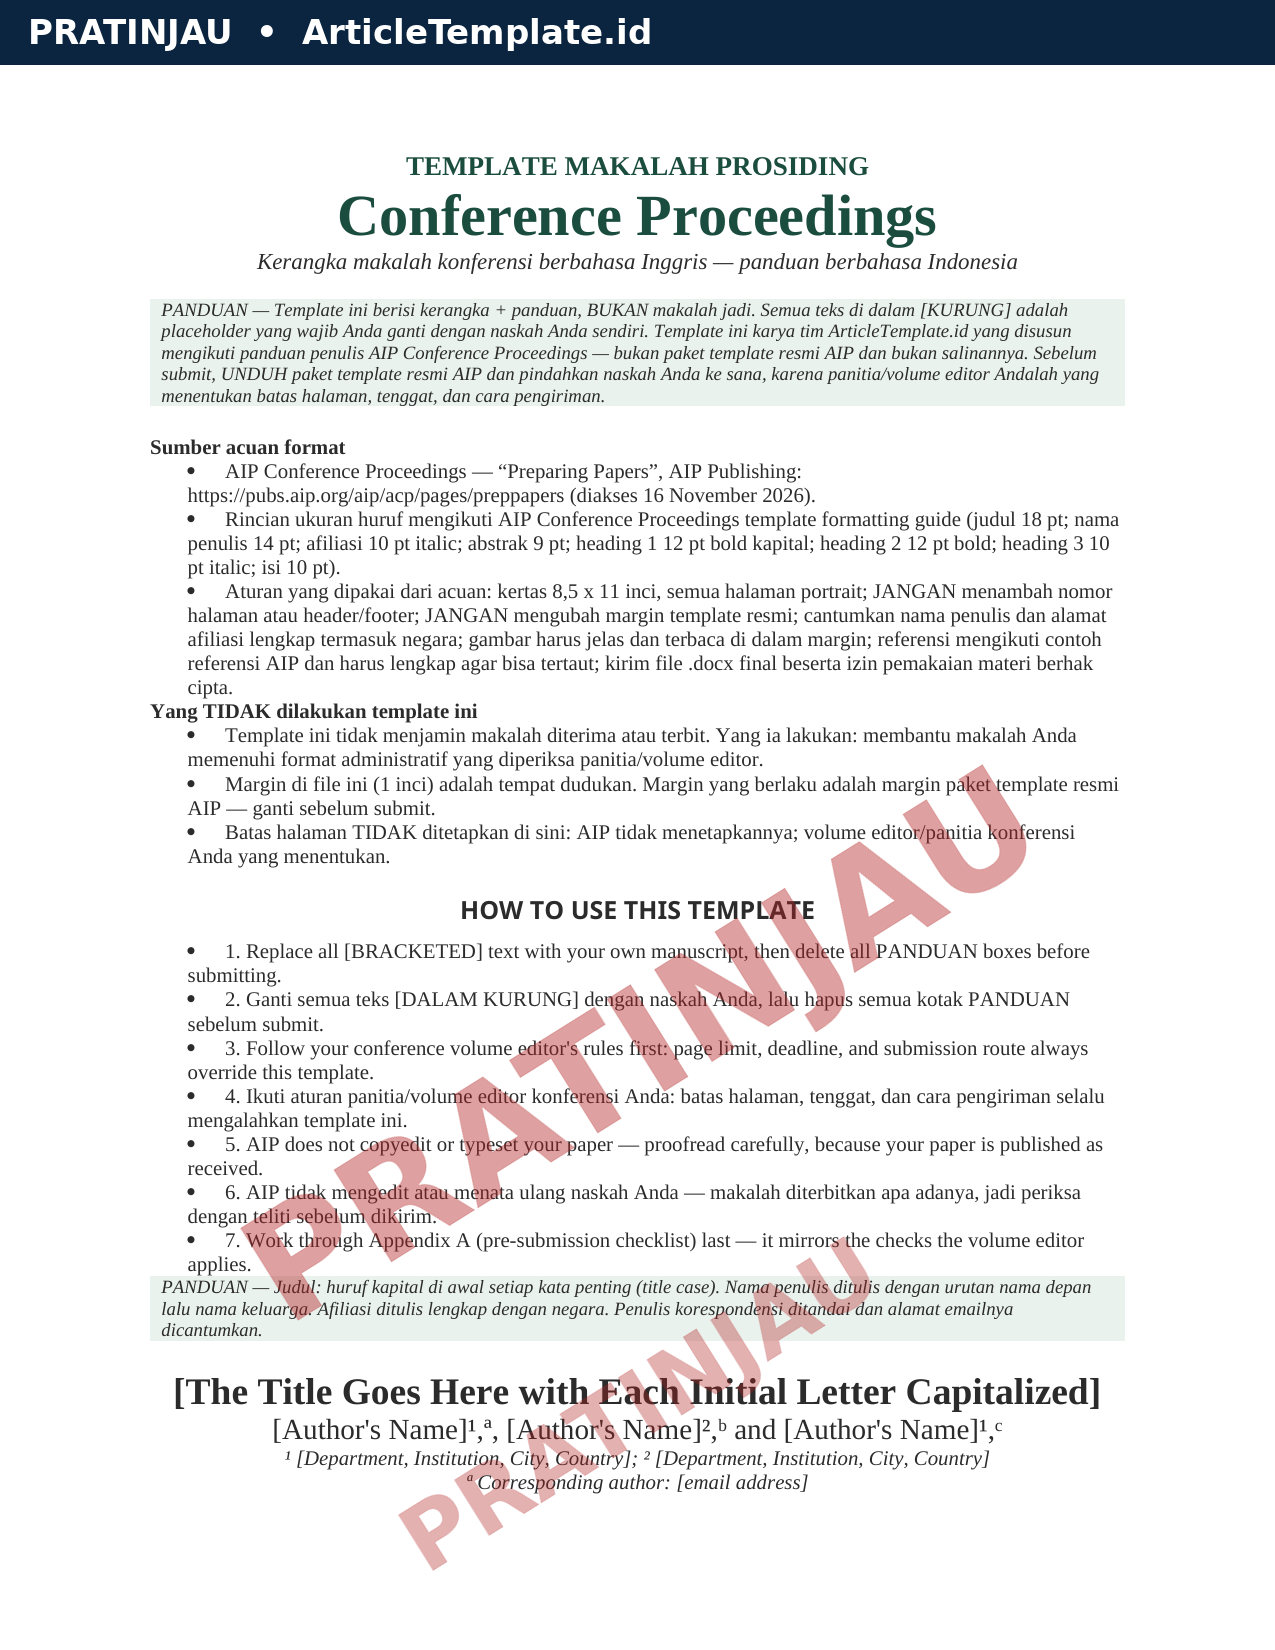 PRATINJAU • ArticleTemplate.id
TEMPLATE MAKALAH PROSIDING
Conference Proceedings
Kerangka makalah konferensi berbahasa Inggris — panduan berbahasa Indonesia
PANDUAN — Template ini berisi kerangka + panduan, BUKAN makalah jadi. Semua teks di dalam [KURUNG] adalah
placeholder yang wajib Anda ganti dengan naskah Anda sendiri. Template ini karya tim ArticleTemplate.id yang disusun
mengikuti panduan penulis AIP Conference Proceedings — bukan paket template resmi AIP dan bukan salinannya. Sebelum
submit, UNDUH paket template resmi AIP dan pindahkan naskah Anda ke sana, karena panitia/volume editor Andalah yang
menentukan batas halaman, tenggat, dan cara pengiriman.
Sumber acuan format
• AIP Conference Proceedings — “Preparing Papers”, AIP Publishing:
https://pubs.aip.org/aip/acp/pages/preppapers (diakses 16 November 2026).
• Rincian ukuran huruf mengikuti AIP Conference Proceedings template formatting guide (judul 18 pt; nama
penulis 14 pt; afiliasi 10 pt italic; abstrak 9 pt; heading 1 12 pt bold kapital; heading 2 12 pt bold; heading 3 10
pt italic; isi 10 pt).
• Aturan yang dipakai dari acuan: kertas 8,5 x 11 inci, semua halaman portrait; JANGAN menambah nomor
halaman atau header/footer; JANGAN mengubah margin template resmi; cantumkan nama penulis dan alamat
afiliasi lengkap termasuk negara; gambar harus jelas dan terbaca di dalam margin; referensi mengikuti contoh
referensi AIP dan harus lengkap agar bisa tertaut; kirim file .docx final beserta izin pemakaian materi berhak
cipta.
Yang TIDAK dilakukan template ini
• Template ini tidak menjamin makalah diterima atau terbit. Yang ia lakukan: membantu makalah Anda
memenuhi format administratif yang diperiksa panitia/volume editor.
• Margin di file ini (1 inci) adalah tempat dudukan. Margin yang berlaku adalah margin paket template resmi
AIP — ganti sebelum submit.
• Batas halaman TIDAK ditetapkan di sini: AIP tidak menetapkannya; volume editor/panitia konferensi
Anda yang menentukan.
HOW TO USE THIS TEMPLATE
• 1. Replace all [BRACKETED] text with your own manuscript, then delete all PANDUAN boxes before
submitting.
• 2. Ganti semua teks [DALAM KURUNG] dengan naskah Anda, lalu hapus semua kotak PANDUAN
sebelum submit.
• 3. Follow your conference volume editor's rules first: page limit, deadline, and submission route always
override this template.
• 4. Ikuti aturan panitia/volume editor konferensi Anda: batas halaman, tenggat, dan cara pengiriman selalu
mengalahkan template ini.
• 5. AIP does not copyedit or typeset your paper — proofread carefully, because your paper is published as
received.
• 6. AIP tidak mengedit atau menata ulang naskah Anda — makalah diterbitkan apa adanya, jadi periksa
dengan teliti sebelum dikirim.
• 7. Work through Appendix A (pre-submission checklist) last — it mirrors the checks the volume editor
applies.
PANDUAN — Judul: huruf kapital di awal setiap kata penting (title case). Nama penulis ditulis dengan urutan nama depan
lalu nama keluarga. Afiliasi ditulis lengkap dengan negara. Penulis korespondensi ditandai dan alamat emailnya
dicantumkan.
[The Title Goes Here with Each Initial Letter Capitalized]
[Author's Name]¹,ª, [Author's Name]²,ᵇ and [Author's Name]¹,ᶜ
¹ [Department, Institution, City, Country]; ² [Department, Institution, City, Country]
ª Corresponding author: [email address]
PRATINJAU
PRATINJAU